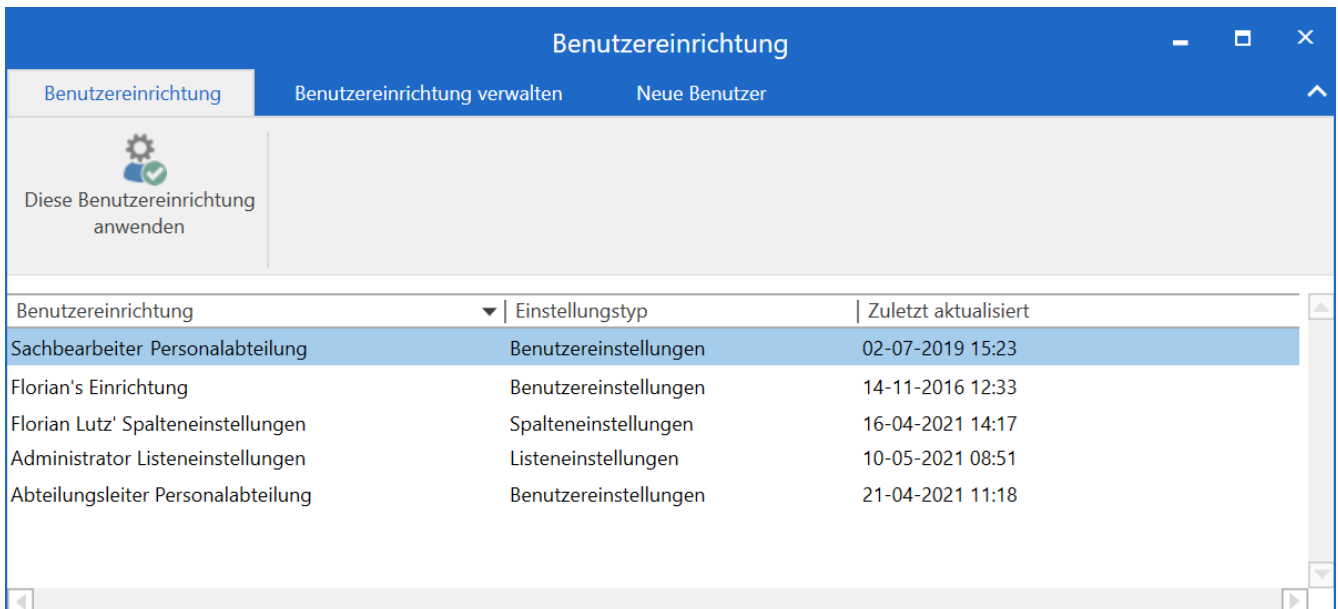 Benutzereinrichtung
Benutzereinrichtung Benutzereinrichtung verwalten Neue Benutzer
Diese Benutzereinrichtung
anwenden
Benutzereinrichtung Einstellungstyp Zuletzt aktualisiert
Sachbearbeiter Personalabteilung Benutzereinstellungen 02-07-2019 15:23
Florian's Einrichtung Benutzereinstellungen 14-11-2016 12:33
Florian Lutz' Spalteneinstellungen Spalteneinstellungen 16-04-2021 14:17
Administrator Listeneinstellungen Listeneinstellungen 10-05-2021 08:51
Abteilungsleiter Personalabteilung Benutzereinstellungen 21-04-2021 11:18